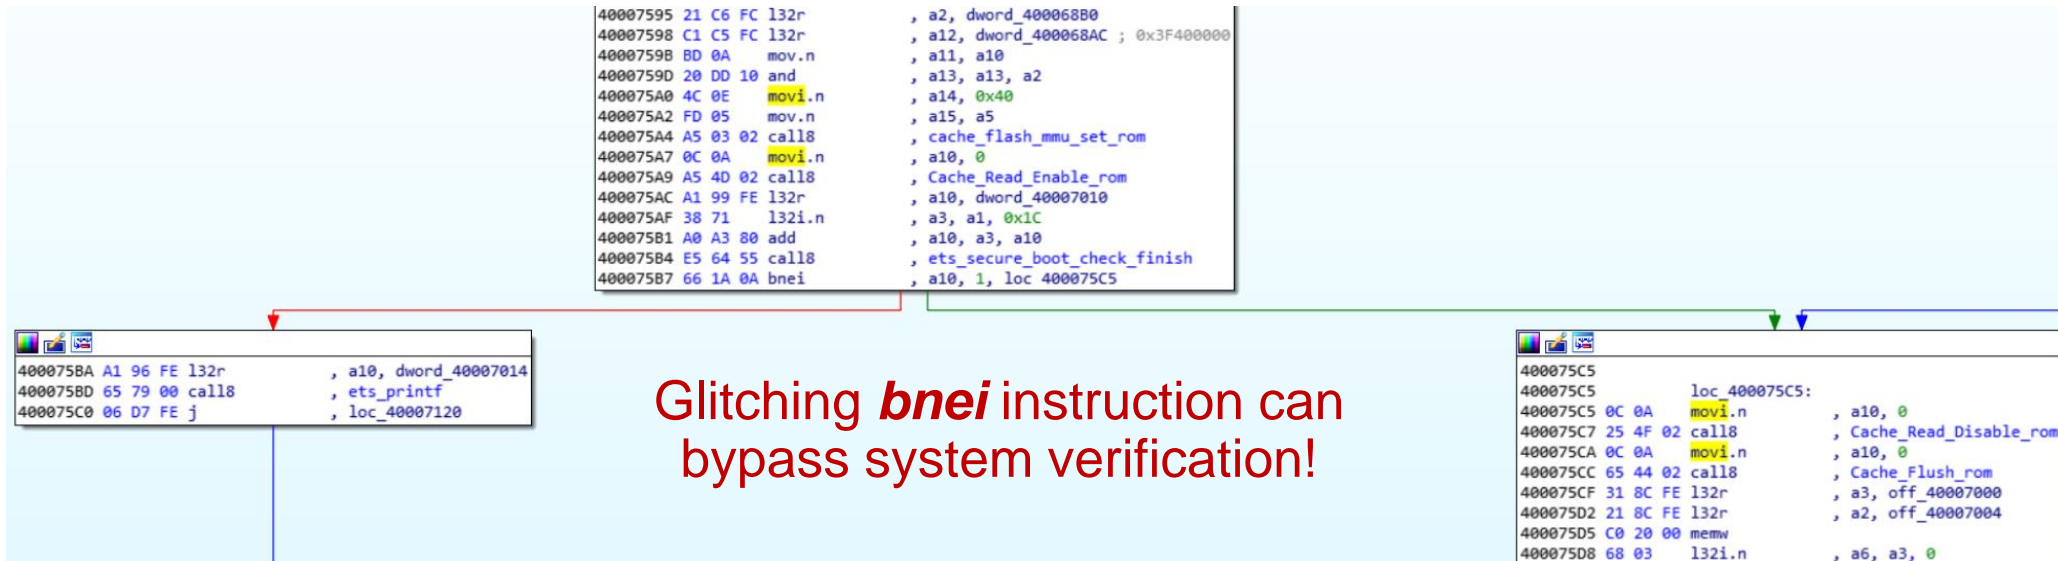 40007595 21 C6 FC l32r , a2, dword_400068B0
40007598 C1 C5 FC l32r , a12, dword_400068AC ; 0x3F400000
4000759B BD 0A mov.n , a11, a10
4000759D 20 DD 10 and , a13, a13, a2
400075A0 4C 0E movi.n , a14, 0x40
400075A2 FD 05 mov.n , a15, a5
400075A4 A5 03 02 call8 , cache_flash_mmu_set_rom
400075A7 0C 0A movi.n , a10, 0
400075A9 A5 4D 02 call8 , Cache_Read_Enable_rom
400075AC A1 99 FE l32r , a10, dword_40007010
400075AF 38 71 l32i.n , a3, a1, 0x1C
400075B1 A0 A3 80 add , a10, a3, a10
400075B4 E5 64 55 call8 , ets_secure_boot_check_finish
400075B7 66 1A 0A bnei , a10, 1, loc_400075C5
400075BA A1 96 FE l32r , a10, dword_40007014
400075BD 65 79 00 call8 , ets_printf
400075C0 06 D7 FE j , loc_40007120
Glitching bnei instruction can
bypass system verification!
400075C5
400075C5 loc_400075C5:
400075C5 0C 0A movi.n , a10, 0
400075C7 25 4F 02 call8 , Cache_Read_Disable_rom
400075CA 0C 0A movi.n , a10, 0
400075CC 65 44 02 call8 , Cache_Flush_rom
400075CF 31 8C FE l32r , a3, off_40007000
400075D2 21 8C FE l32r , a2, off_40007004
400075D5 C0 20 00 memw
400075D8 68 03 l32i.n , a6, a3, 0